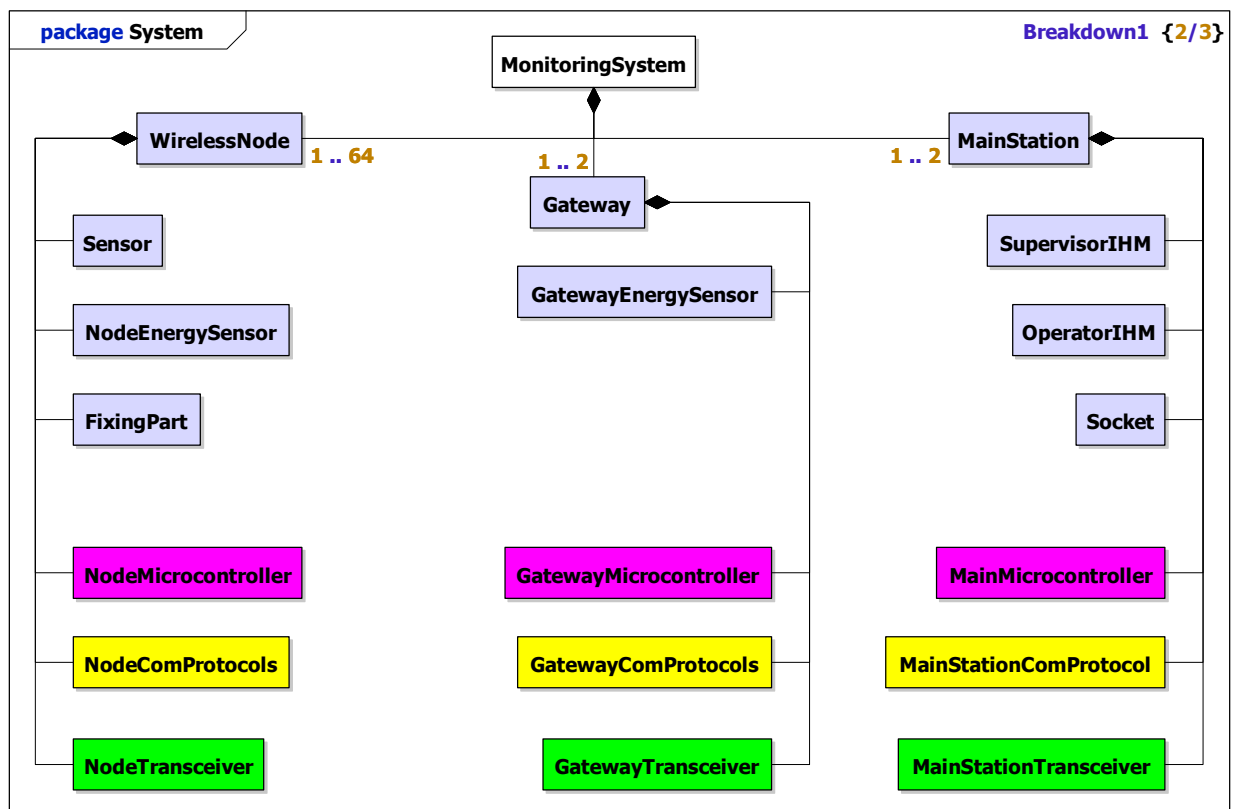 package System
Breakdown1 {2/3}
MonitoringSystem
WirelessNode
MainStation
1 .. 64
1 .. 2
1 .. 2
Gateway
Sensor
SupervisorIHM
GatewayEnergySensor
NodeEnergySensor
OperatorIHM
FixingPart
Socket
NodeMicrocontroller
GatewayMicrocontroller
MainMicrocontroller
NodeComProtocols
GatewayComProtocols
MainStationComProtocol
NodeTransceiver
GatewayTransceiver
MainStationTransceiver